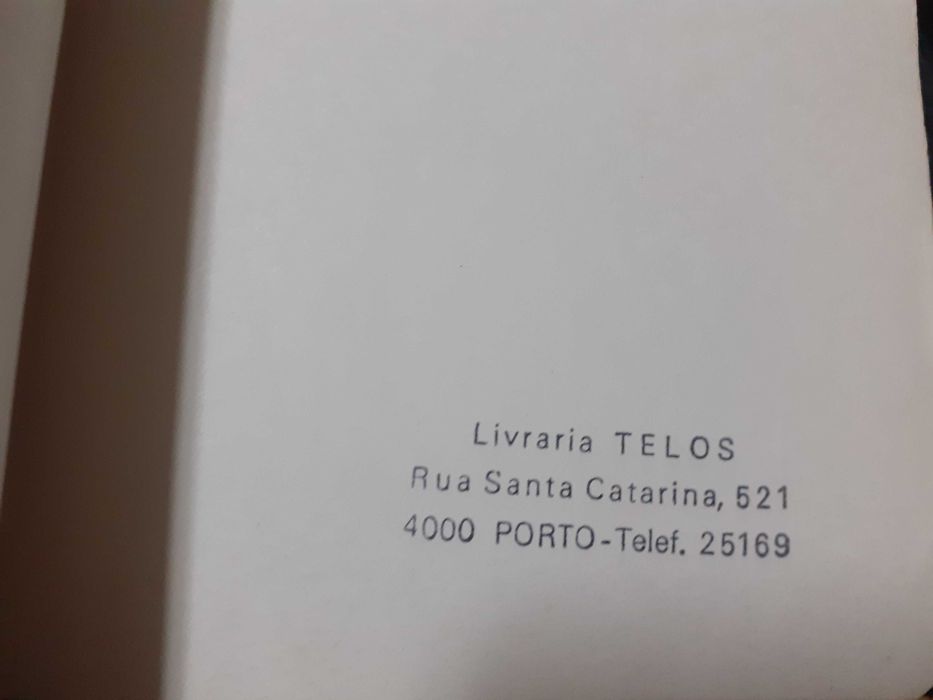 Livraria TELOS
Rua Santa Catarina, 521
4000 PORTO-Telef. 25169